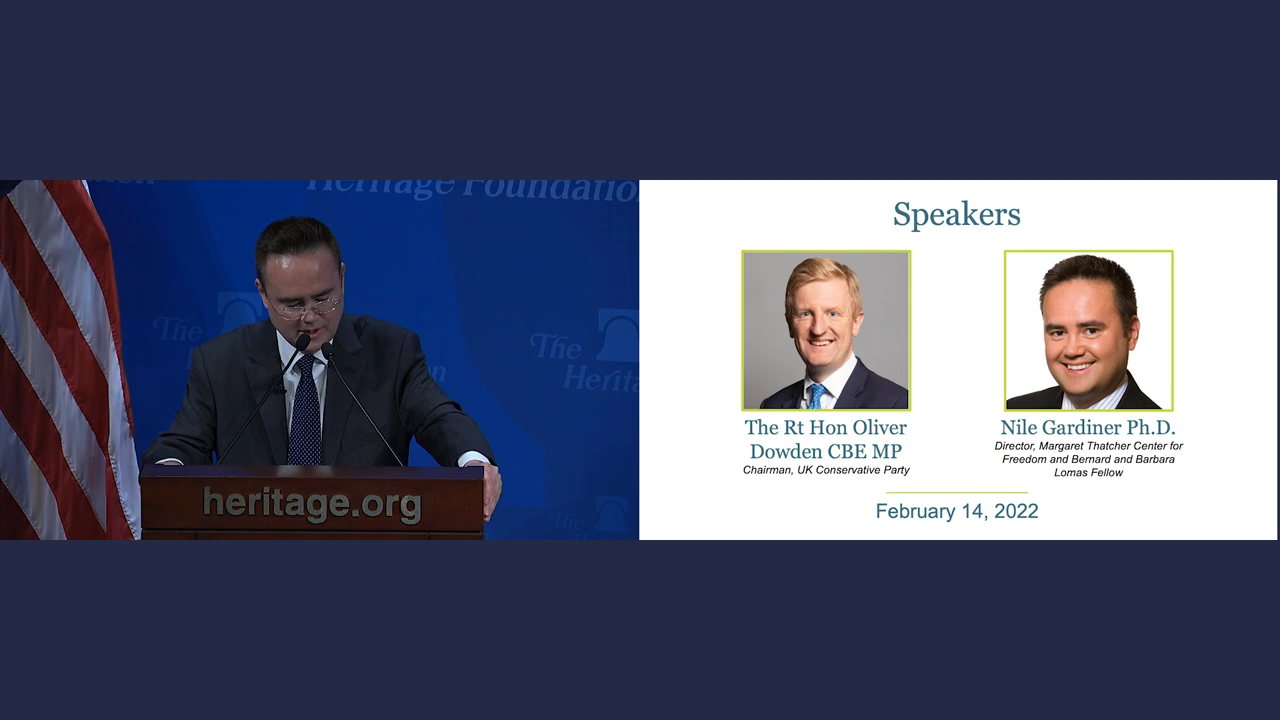 Heritage Foundation
The
The
Herita
heritage.org
Speakers
The Rt Hon Oliver
Dowden CBE MP
Chairman, UK Conservative Party
Nile Gardiner Ph.D.
Director, Margaret Thatcher Center for
Freedom and Bernard and Barbara
Lomas Fellow
February 14, 2022